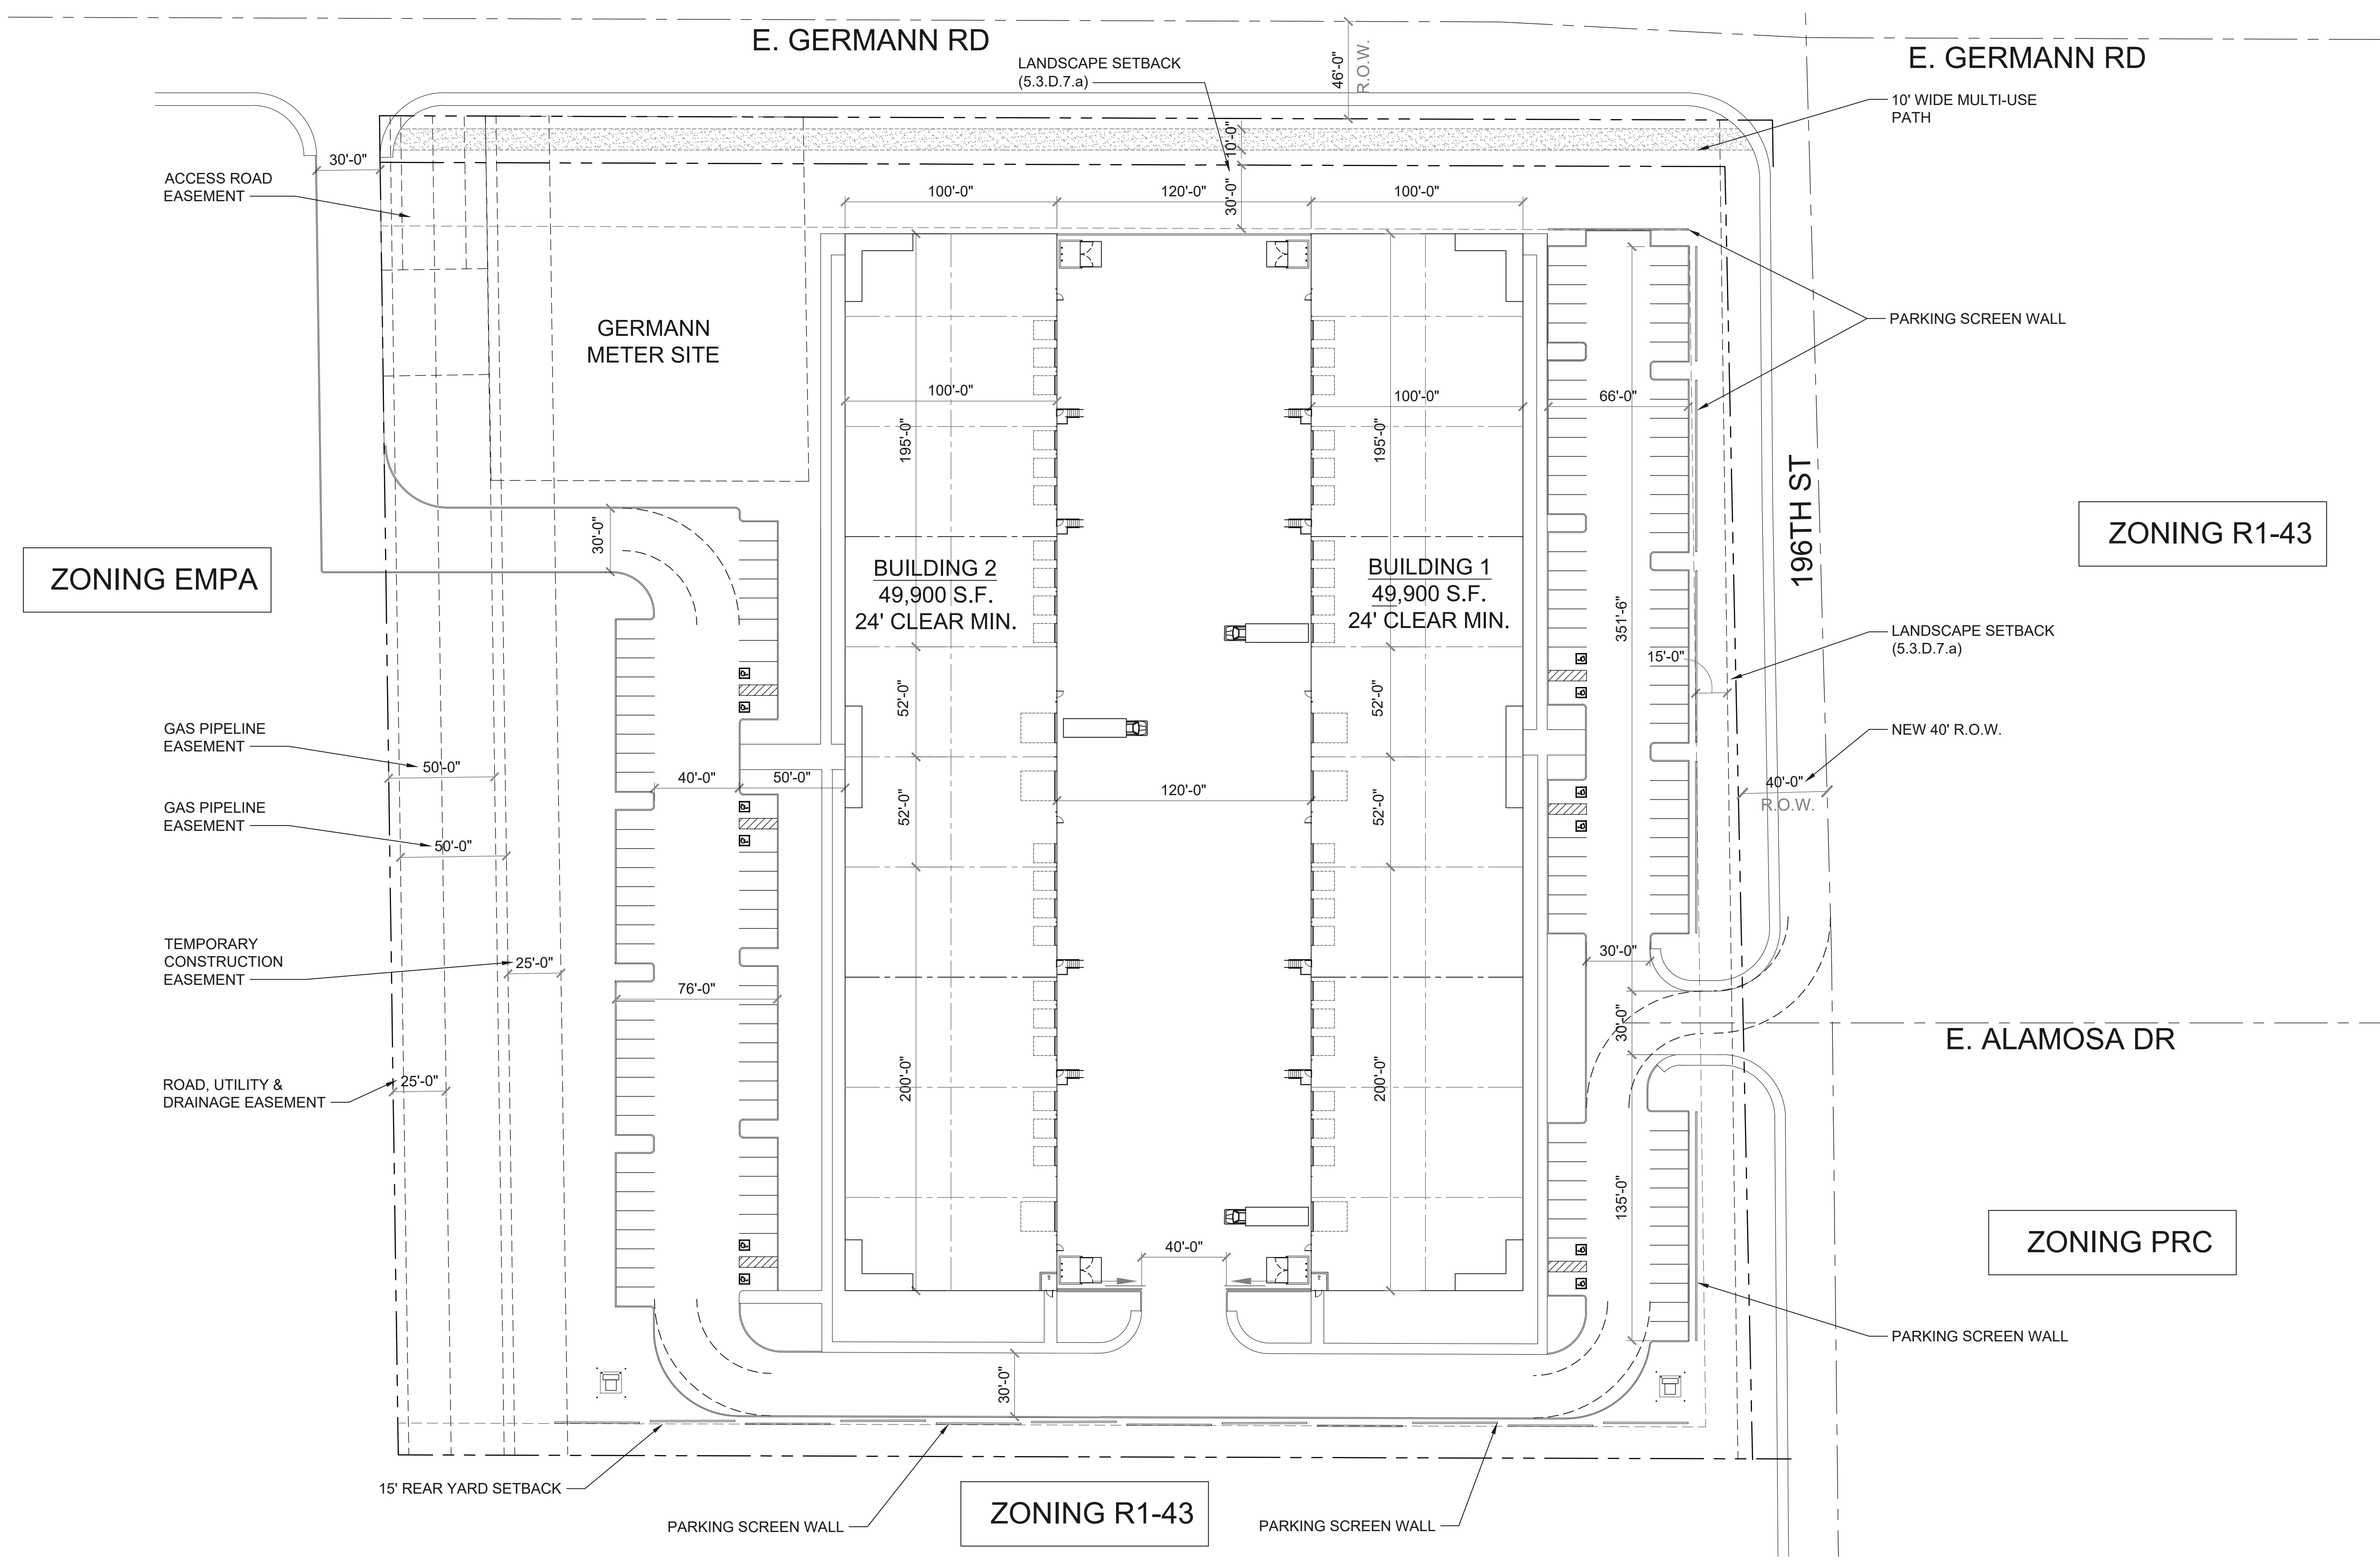 E. GERMANN RD
E. GERMANN RD
LANDSCAPE SETBACK
(5.3.D.7.a)
46'-0"
R.O.W.
10' WIDE MULTI-USE
PATH
10'-0"
30'-0"
ACCESS ROAD
EASEMENT
100'-0"
120'-0"
30'-0"
100'-0"
GERMANN
METER SITE
PARKING SCREEN WALL
100'-0"
100'-0"
66'-0"
195'-0"
195'-0"
196TH ST
ZONING R1-43
30'-0"
ZONING EMPA
BUILDING 2
49,900 S.F.
24' CLEAR MIN.
BUILDING 1
49,900 S.F.
24' CLEAR MIN.
351'-6"
LANDSCAPE SETBACK
(5.3.D.7.a)
15'-0"
52'-0"
52'-0"
GAS PIPELINE
EASEMENT
NEW 40' R.O.W.
50'-0"
40'-0"
50'-0"
120'-0"
40'-0"
R.O.W.
52'-0"
52'-0"
GAS PIPELINE
EASEMENT
50'-0"
TEMPORARY
CONSTRUCTION
EASEMENT
25'-0"
30'-0"
76'-0"
30'-0"
E. ALAMOSA DR
ROAD, UTILITY &
DRAINAGE EASEMENT
25'-0"
200'-0"
200'-0"
135'-0"
ZONING PRC
40'-0"
PARKING SCREEN WALL
30'-0"
15' REAR YARD SETBACK
PARKING SCREEN WALL
ZONING R1-43
PARKING SCREEN WALL